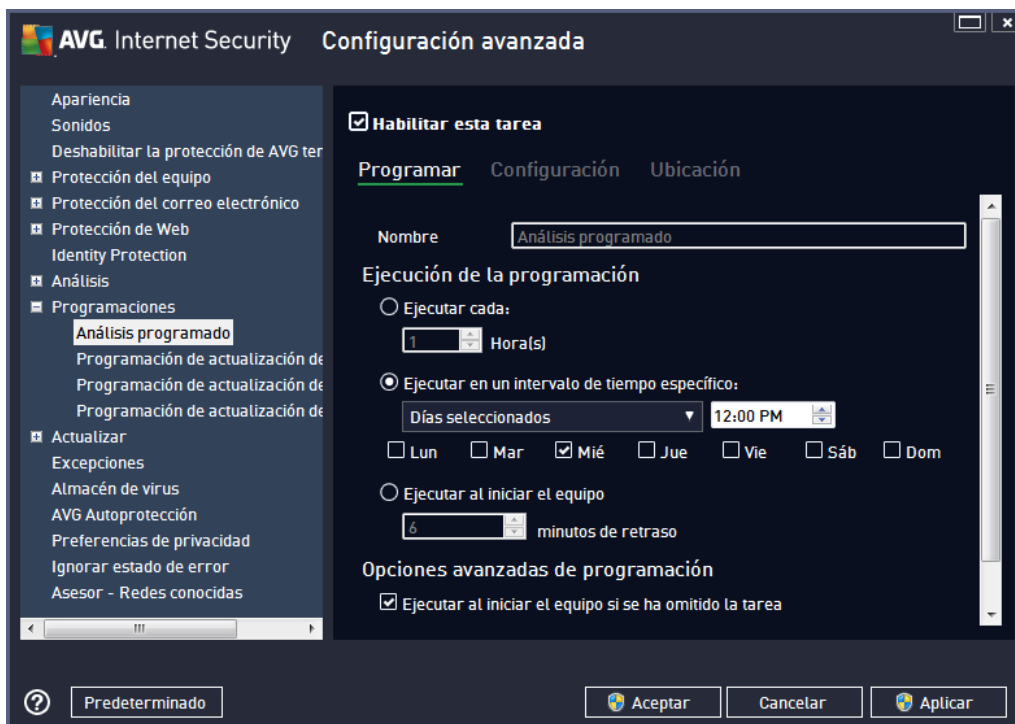 AVG. Internet Security Configuración avanzada
Apariencia
Sonidos
Deshabilitar la protección de AVG ter
Protección del equipo
Protección del correo electrónico
Protección de Web
Identity Protection
Análisis
Programaciones
Análisis programado
Programación de actualización de
Programación de actualización de
Programación de actualización de
Actualizar
Excepciones
Almacén de virus
AVG Autoprotección
Preferencias de privacidad
Ignorar estado de error
Asesor - Redes conocidas
Habilitar esta tarea
Programar Configuración Ubicación
Nombre Análisis programado
Ejecución de la programación
Ejecutar cada:
1 Hora(s)
Ejecutar en un intervalo de tiempo específico:
Días seleccionados 12:00 PM
Lun Mar Mié Jue Vie Sáb Dom
Ejecutar al iniciar el equipo
6 minutos de retraso
Opciones avanzadas de programación
Ejecutar al iniciar el equipo si se ha omitido la tarea
? Predeterminado Aceptar Cancelar Aplicar